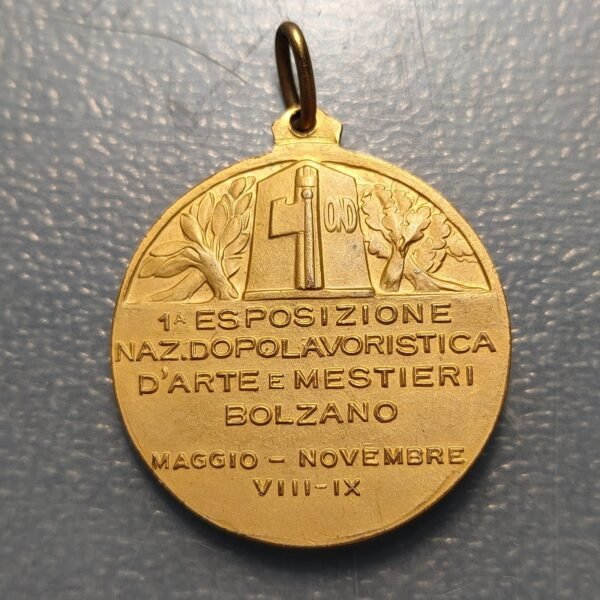 OND
1A ESPOSIZIONE
NAZ. DOPOLAVORISTICA
D'ARTE E MESTIERI
BOLZANO
MAGGIO - NOVEMBRE
VIII-IX